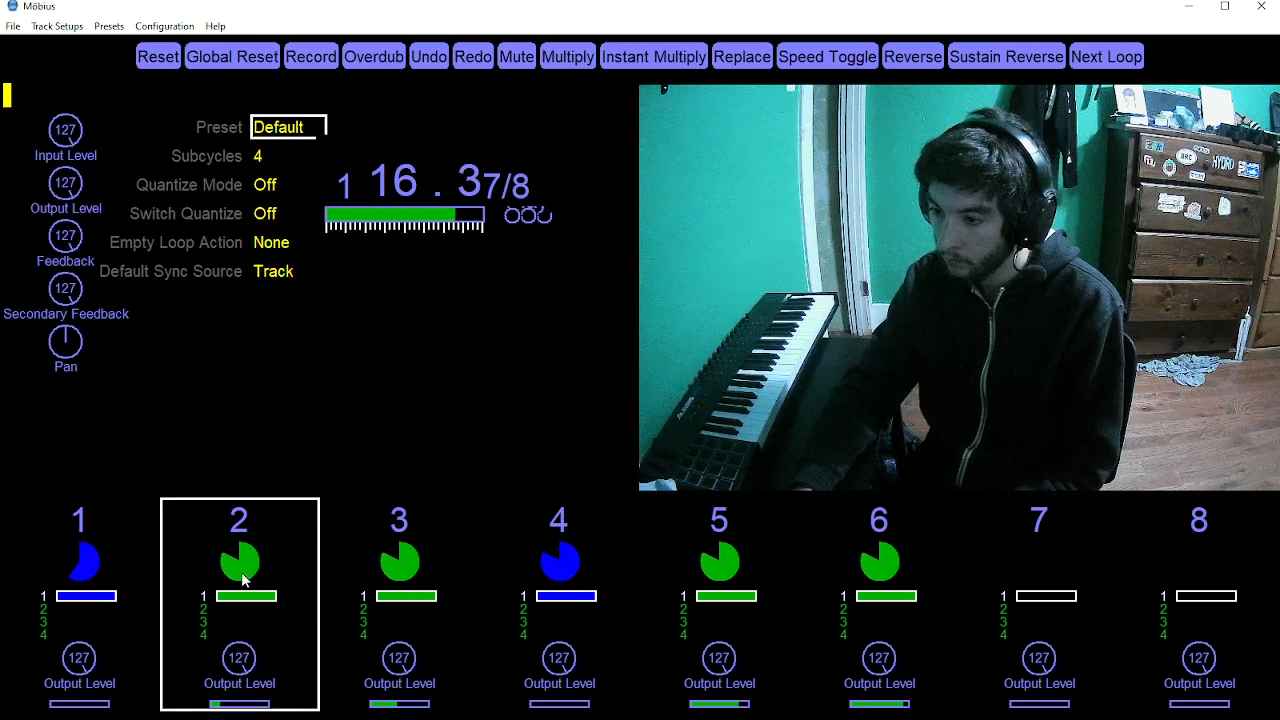 Möbius
File Track Setups Presets Configuration Help
Reset Global Reset Record Overdub Undo Redo Mute Multiply Instant Multiply Replace Speed Toggle Reverse Sustain Reverse Next Loop
127
Input Level
127
Output Level
127
Feedback
127
Secondary Feedback
Pan
Preset Default
Subcycles 4
Quantize Mode Off
Switch Quantize Off
Empty Loop Action None
Default Sync Source Track
1 16 . 37/8
BRC HYDRO
ALESIS
1 2 3 4 5 6 7 8
1 1 1 1 1 1 1 1
2 2 2 2 2 2 2 2
3 3 3 3 3 3 3 3
4 4 4 4 4 4 4 4
127 127 127 127 127 127 127 127
Output Level Output Level Output Level Output Level Output Level Output Level Output Level Output Level